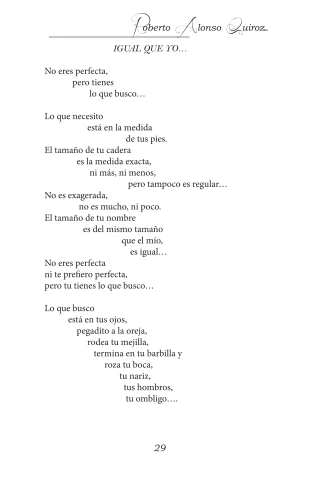 Roberto Alonso Quiroz.
IGUAL QUE YO…
No eres perfecta,
pero tienes
lo que busco…
Lo que necesito
está en la medida
de tus pies.
El tamaño de tu cadera
es la medida exacta,
ni más, ni menos,
pero tampoco es regular…
No es exagerada,
no es mucho, ni poco.
El tamaño de tu nombre
es del mismo tamaño
que el mío,
es igual…
No eres perfecta
ni te prefiero perfecta,
pero tu tienes lo que busco…
Lo que busco
está en tus ojos,
pegadito a la oreja,
rodea tu mejilla,
termina en tu barbilla y
roza tu boca,
tu nariz,
tus hombros,
tu ombligo….
29